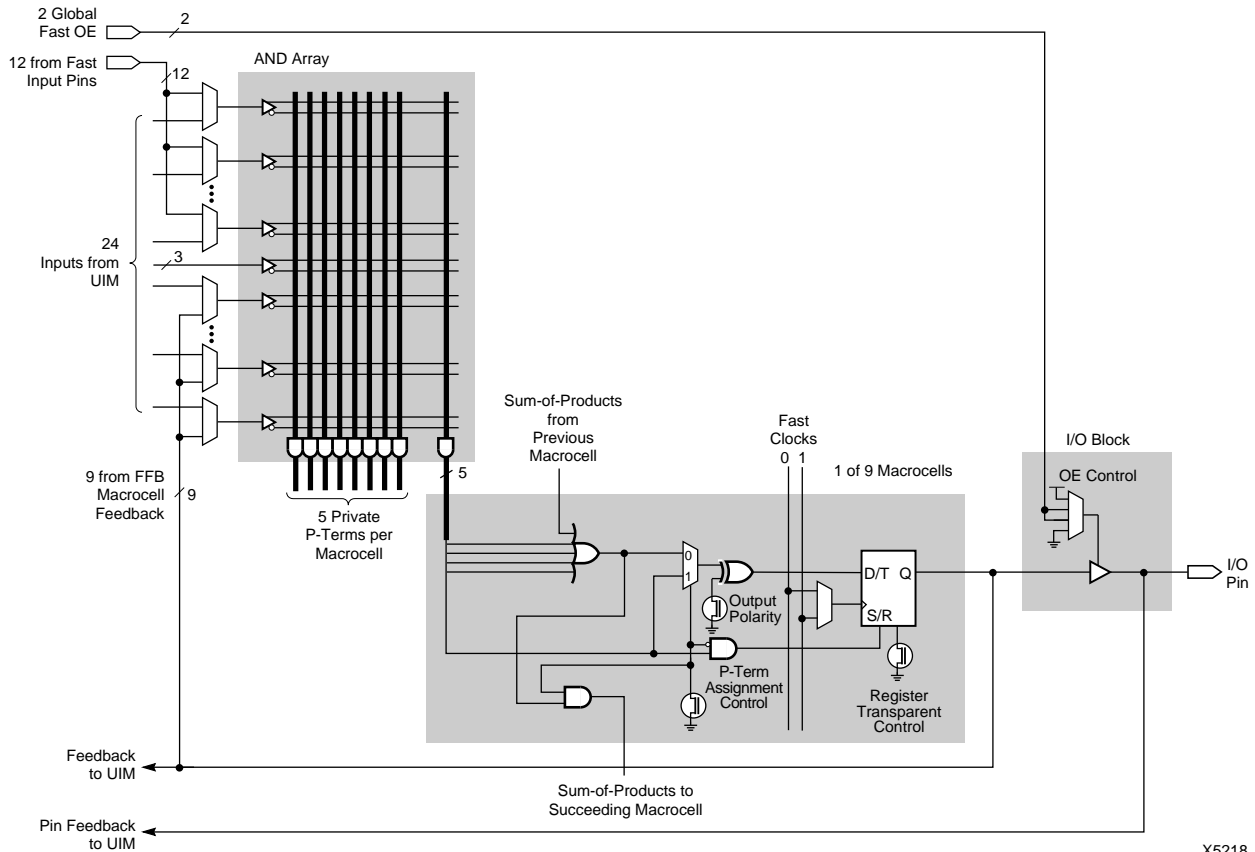 2 Global
Fast OE
2
12 from Fast
Input Pins
12
AND Array
24
Inputs from
UIM
3
9 from FFB
Macrocell
Feedback
9
5 Private
P-Terms per
Macrocell
5
Sum-of-Products
from
Previous
Macrocell
Fast
Clocks
0 1
1 of 9 Macrocells
I/O Block
OE Control
0
1
D/T Q
S/R
Output
Polarity
P-Term
Assignment
Control
Register
Transparent
Control
I/O
Pin
Feedback
to UIM
Sum-of-Products to
Succeeding Macrocell
Pin Feedback
to UIM
X5218